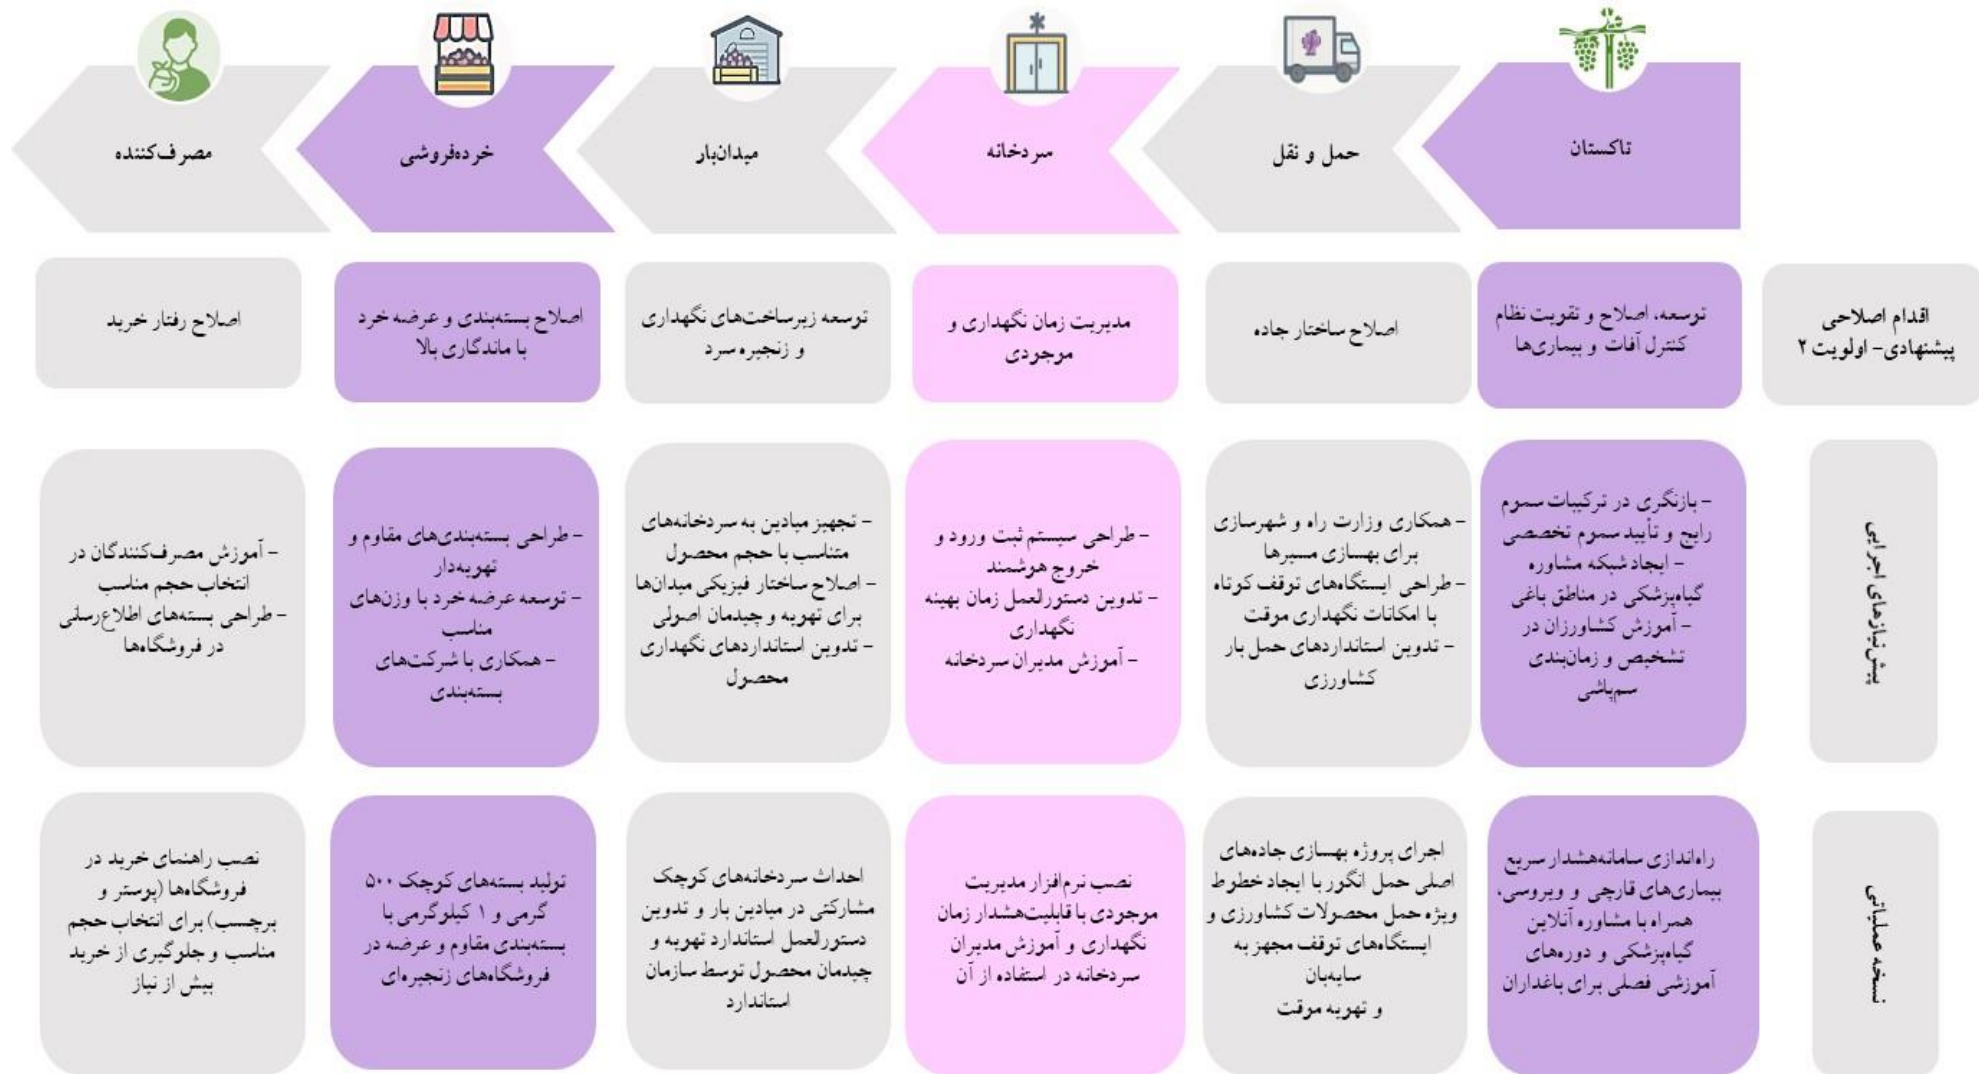 تاکستان
حمل و نقل
سردخانه
میدان‌بار
خرده‌فروشی
مصرف‌کننده
اقدام اصلاحی
پیشنهادی- اولویت ۲
توسعه، اصلاح و تقویت نظام
کنترل آفات و بیماری‌ها
اصلاح ساختار جاده
مدیریت زمان نگهداری و
موجودی
توسعه زیرساخت‌های نگهداری
و زنجیره سرد
اصلاح بسته‌بندی و عرضه خرد
با ماندگاری بالا
اصلاح رفتار خرید
پیش‌نیازهای اجرایی
- بازنگری در ترکیبات سموم
رایج و تأیید سموم تخصصی
- ایجاد شبکه مشاوره
گیاه‌پزشکی در مناطق باغی
- آموزش کشاورزان در
تشخیص و زمان‌بندی
سم‌پاشی
- همکاری وزارت راه و شهرسازی
برای بهسازی مسیرها
- طراحی ایستگاه‌های توقف کوتاه
با امکانات نگهداری موقت
- تدوین استانداردهای حمل بار
کشاورزی
- طراحی سیستم ثبت ورود و
خروج هوشمند
- تدوین دستورالعمل زمان بهینه
نگهداری
- آموزش مدیران سردخانه
- تجهیز میادین به سردخانه‌های
متناسب با حجم محصول
- اصلاح ساختار فیزیکی میدان‌ها
برای تهویه و چیدمان اصولی
- تدوین استانداردهای نگهداری
محصول
- طراحی بسته‌بندی‌های مقاوم و
تهویه‌دار
- توسعه عرضه خرد با وزن‌های
مناسب
- همکاری با شرکت‌های
بسته‌بندی
- آموزش مصرف‌کنندگان در
انتخاب حجم مناسب
- طراحی بسته‌های اطلاع‌رسانی
در فروشگاه‌ها
نسخه عملیاتی
راه‌اندازی سامانه‌هشدار سریع
بیماری‌های قارچی و ویروسی،
همراه با مشاوره آنلاین
گیاه‌پزشکی و دوره‌های
آموزشی فصلی برای باغداران
اجرای پروژه بهسازی جاده‌های
اصلی حمل انگور با ایجاد خطوط
ویژه حمل محصولات کشاورزی و
ایستگاه‌های توقف مجهز به
سایه‌بان
و تهویه موقت
نصب نرم‌افزار مدیریت
موجودی با قابلیت‌هشدار زمان
نگهداری و آموزش مدیران
سردخانه در استفاده از آن
احداث سردخانه‌های کوچک
مشارکتی در میادین بار و تدوین
دستورالعمل استاندارد تهویه و
چیدمان محصول توسط سازمان
استاندارد
تولید بسته‌های کوچک ۵۰۰
گرمی و ۱ کیلوگرمی با
بسته‌بندی مقاوم و عرضه در
فروشگاه‌های زنجیره‌ای
نصب راهنمای خرید در
فروشگاه‌ها (پوستر و
برچسب) برای انتخاب حجم
مناسب و جلوگیری از خرید
بیش از نیاز